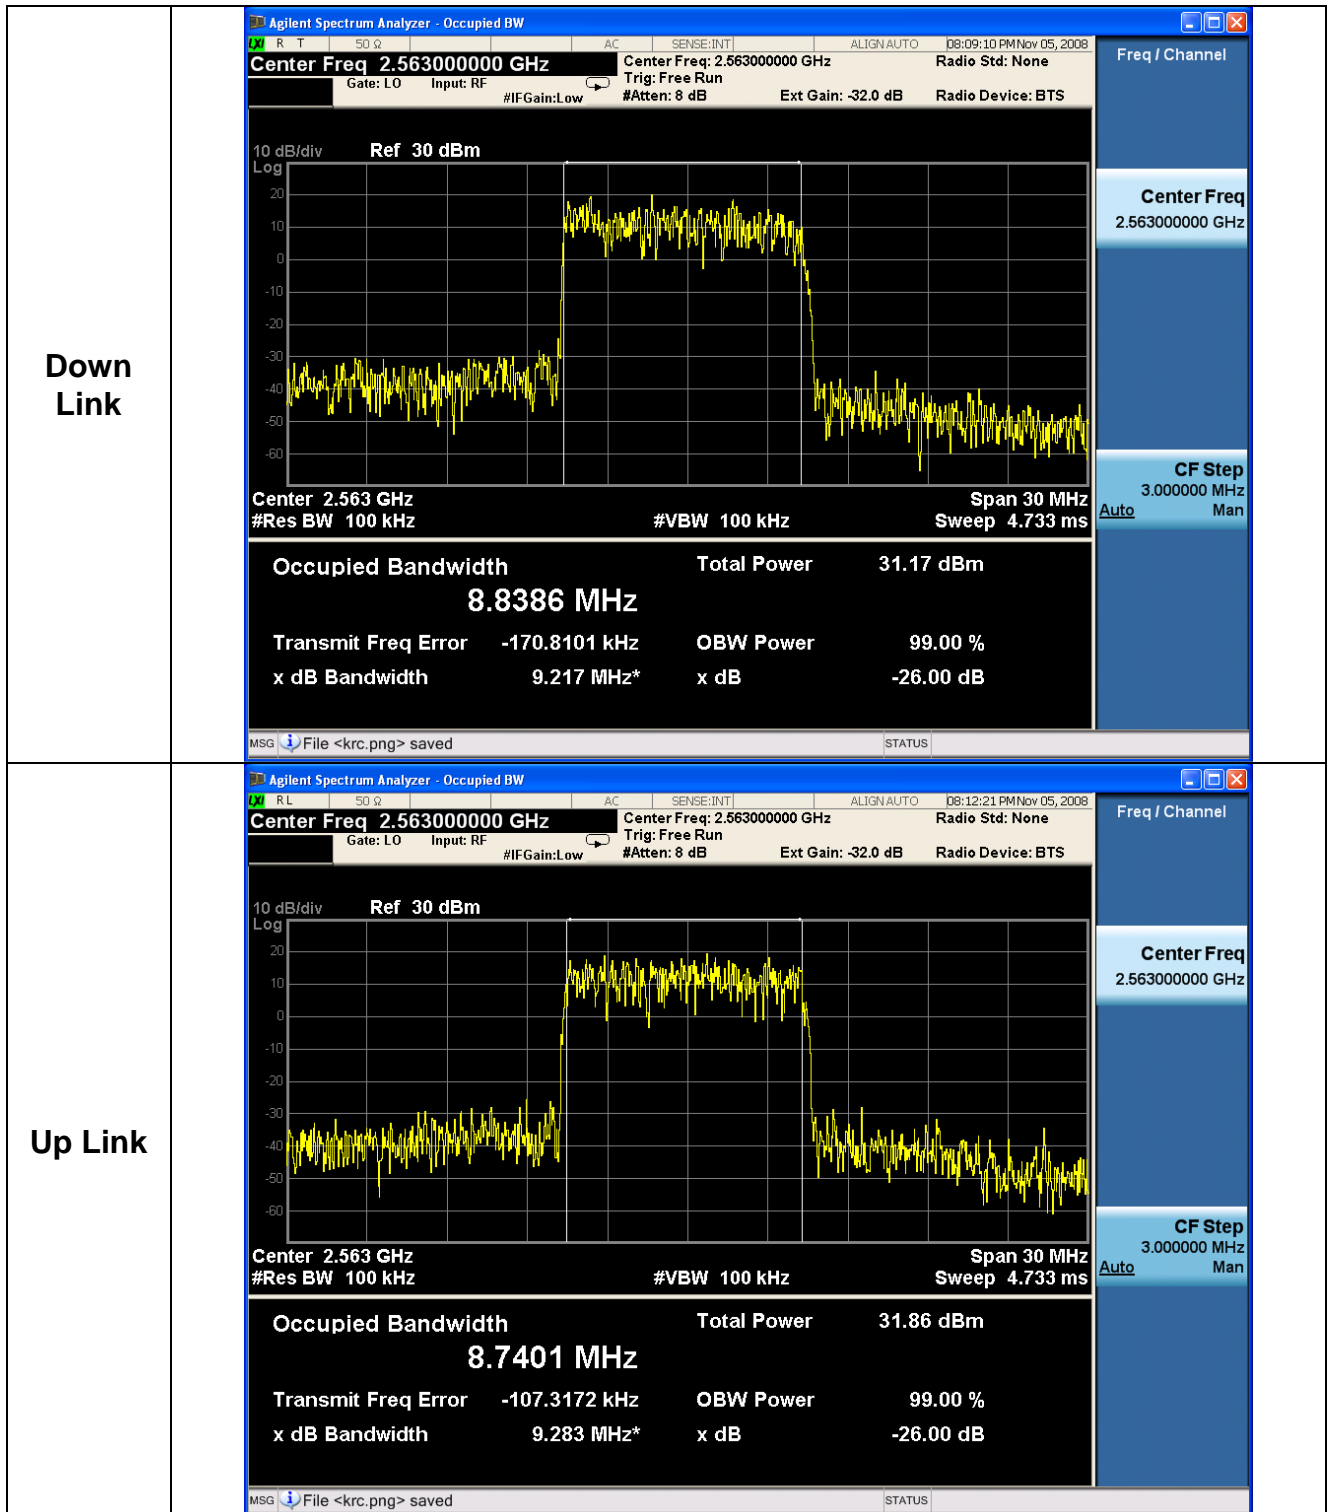 Down
Link
Agilent Spectrum Analyzer - Occupied BW
LXI R T 50 Ω AC SENSE:INT ALIGN AUTO 08:09:10 PM Nov 05, 2008
Center Freq 2.563000000 GHz Center Freq: 2.563000000 GHz Radio Std: None
Gate: LO Input: RF Trig: Free Run
#IFGain:Low #Atten: 8 dB Ext Gain: -32.0 dB Radio Device: BTS
Freq / Channel
10 dB/div Ref 30 dBm
Log
20
10
0
-10
-20
-30
-40
-50
-60
Center Freq
2.563000000 GHz
CF Step
3.000000 MHz
Auto Man
Center 2.563 GHz Span 30 MHz
#Res BW 100 kHz #VBW 100 kHz Sweep 4.733 ms
Occupied Bandwidth Total Power 31.17 dBm
8.8386 MHz
Transmit Freq Error -170.8101 kHz OBW Power 99.00 %
x dB Bandwidth 9.217 MHz* x dB -26.00 dB
MSG File <krc.png> saved STATUS
Up Link
Agilent Spectrum Analyzer - Occupied BW
LXI R L 50 Ω AC SENSE:INT ALIGN AUTO 08:12:21 PM Nov 05, 2008
Center Freq 2.563000000 GHz Center Freq: 2.563000000 GHz Radio Std: None
Gate: LO Input: RF Trig: Free Run
#IFGain:Low #Atten: 8 dB Ext Gain: -32.0 dB Radio Device: BTS
Freq / Channel
10 dB/div Ref 30 dBm
Log
20
10
0
-10
-20
-30
-40
-50
-60
Center Freq
2.563000000 GHz
CF Step
3.000000 MHz
Auto Man
Center 2.563 GHz Span 30 MHz
#Res BW 100 kHz #VBW 100 kHz Sweep 4.733 ms
Occupied Bandwidth Total Power 31.86 dBm
8.7401 MHz
Transmit Freq Error -107.3172 kHz OBW Power 99.00 %
x dB Bandwidth 9.283 MHz* x dB -26.00 dB
MSG File <krc.png> saved STATUS